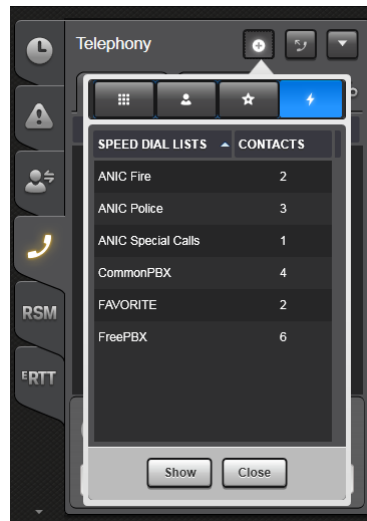 Telephony
SPEED DIAL LISTS CONTACTS
ANIC Fire 2
ANIC Police 3
ANIC Special Calls 1
CommonPBX 4
FAVORITE 2
FreePBX 6
RSM
ERTT
Show Close